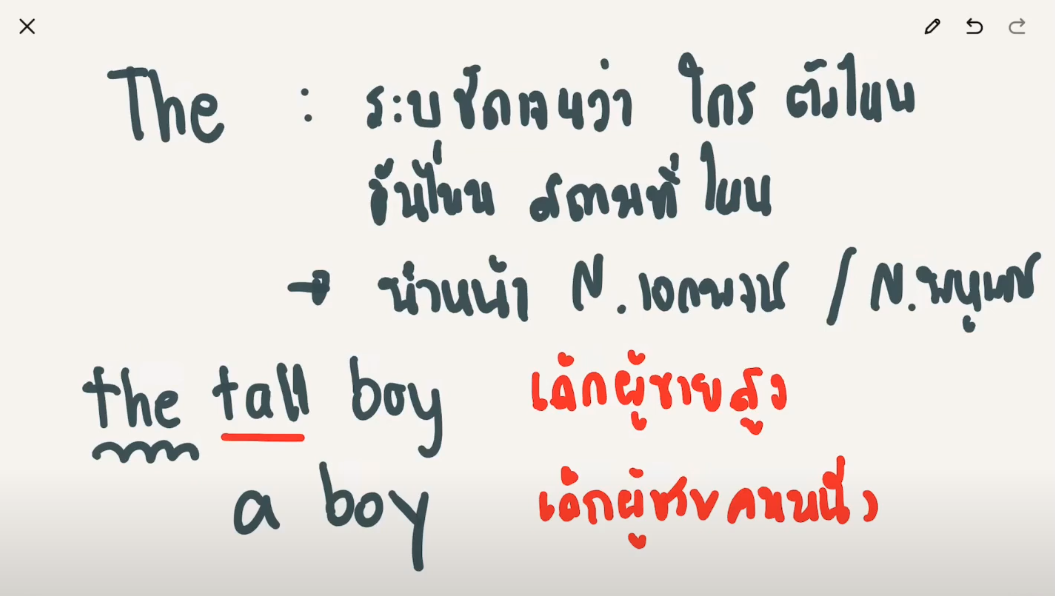 The : ระบุชัดเจนว่า ใคร ตัวไหน
อันไหน สถานที่ไหน
→ นำหน้า N.เอกพจน์ / N.พหูพจน์
the tall boy เด็กผู้ชายสูง
a boy เด็กผู้ชายคนหนึ่ง